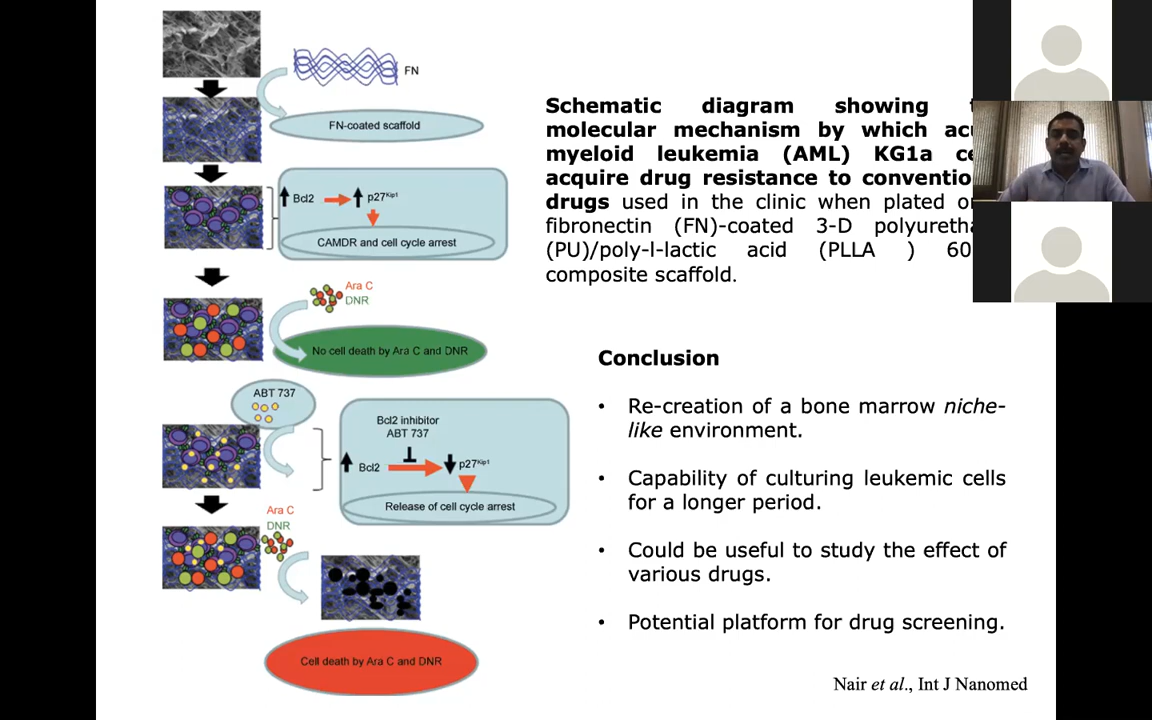 FN
FN-coated scaffold
Bcl2
p27Kip1
CAMDR and cell cycle arrest
Ara C
DNR
No cell death by Ara C and DNR
ABT 737
Bcl2 inhibitor
ABT 737
Bcl2
p27Kip1
Release of cell cycle arrest
Ara C
DNR
Cell death by Ara C and DNR
Schematic diagram showing
molecular mechanism by which
myeloid leukemia (AML) KG1a
acquire drug resistance to
drugs used in the clinic when plated
fibronectin (FN)-coated 3-D
(PU)/poly-l-lactic acid (PLLA )
composite scaffold.
Conclusion
• Re-creation of a bone marrow niche-
like environment.
• Capability of culturing leukemic cells
for a longer period.
• Could be useful to study the effect of
various drugs.
• Potential platform for drug screening.
Nair et al., Int J Nanomed